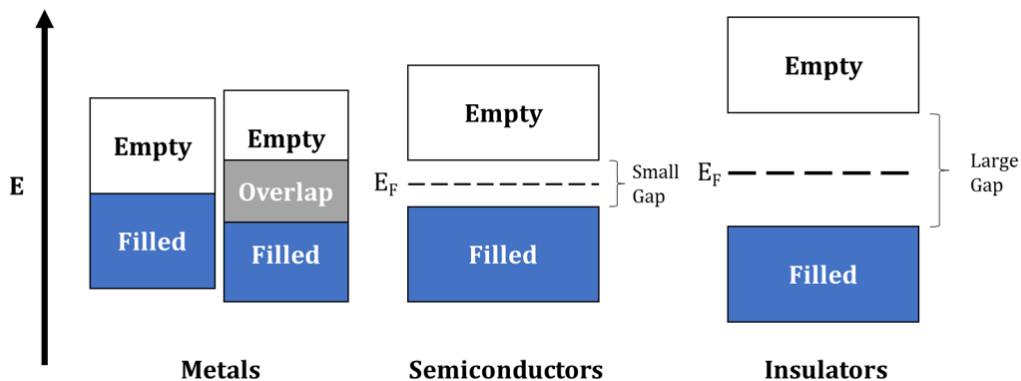 E
Empty
Filled
Empty
Overlap
Filled
Metals
Empty
E_F
Small
Gap
Filled
Semiconductors
Empty
E_F
Large
Gap
Filled
Insulators